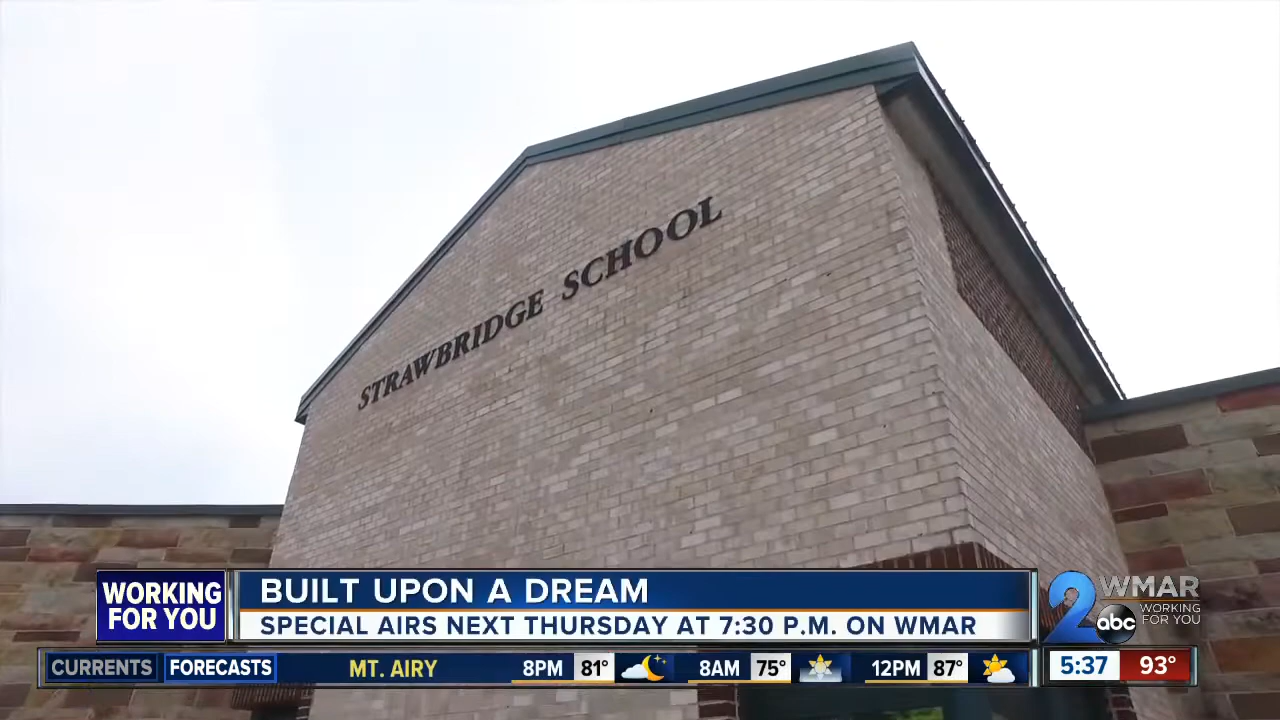 STRAWBRIDGE SCHOOL
WORKING
FOR YOU
BUILT UPON A DREAM
SPECIAL AIRS NEXT THURSDAY AT 7:30 P.M. ON WMAR
2 WMAR
abc WORKING
FOR YOU
CURRENTS FORECASTS MT. AIRY 8PM 81° 8AM 75° 12PM 87° 5:37 93°